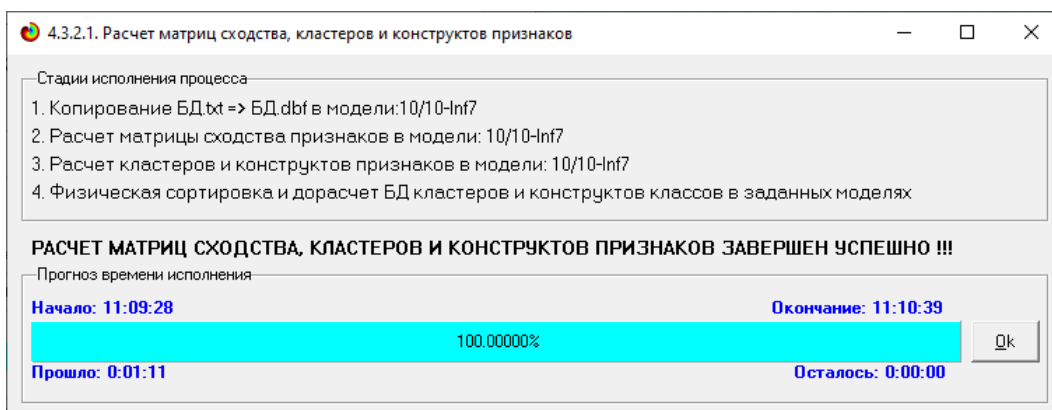 4.3.2.1. Расчет матриц сходства, кластеров и конструктов признаков
Стадии исполнения процесса
1. Копирование БД.txt => БД.dbf в модели:10/10-Inf7
2. Расчет матрицы сходства признаков в модели: 10/10-Inf7
3. Расчет кластеров и конструктов признаков в модели: 10/10-Inf7
4. Физическая сортировка и дорасчет БД кластеров и конструктов классов в заданных моделях
РАСЧЕТ МАТРИЦ СХОДСТВА, КЛАСТЕРОВ И КОНСТРУКТОВ ПРИЗНАКОВ ЗАВЕРШЕН УСПЕШНО !!!
Прогноз времени исполнения
Начало: 11:09:28 Окончание: 11:10:39
100.00000% Ok
Прошло: 0:01:11 Осталось: 0:00:00